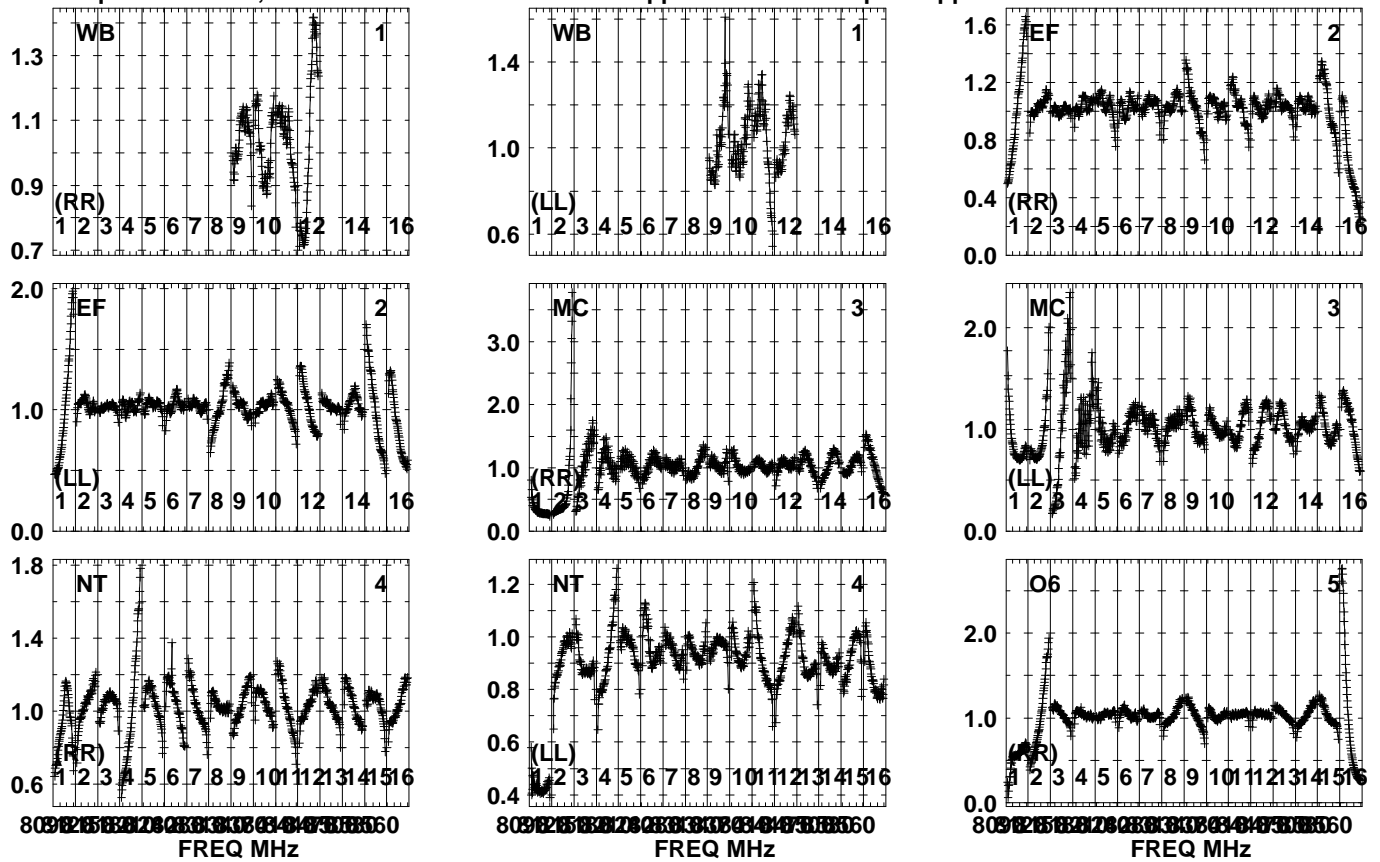 WB 1
1.3
1.1
0.9
0.7
(RR)
1 2 3 4 5 6 7 8 9 10 12 14 16
WB 1
1.4
1.0
0.6
(LL)
1 2 3 4 5 6 7 8 9 10 12 14 16
EF 2
1.6
1.2
0.8
0.4
0.0
(RR)
1 2 3 4 5 6 7 8 9 10 12 14 16
EF 2
2.0
1.0
0.0
(LL)
1 2 3 4 5 6 7 8 9 10 12 14 16
MC 3
3.0
2.0
1.0
0.0
(RR)
1 2 3 4 5 6 7 8 9 10 12 14 16
MC 3
2.0
1.0
0.0
(LL)
1 2 3 4 5 6 7 8 9 10 12 14 16
NT 4
1.8
1.4
1.0
0.6
(RR)
1 2 3 4 5 6 7 8 9 10 11 12 13 14 15 16
FREQ MHz
NT 4
1.2
1.0
0.8
0.6
0.4
(LL)
1 2 3 4 5 6 7 8 9 10 11 12 13 14 15 16
FREQ MHz
O6 5
2.0
1.0
0.0
(RR)
1 2 3 4 5 6 7 8 9 10 11 12 13 14 15 16
FREQ MHz